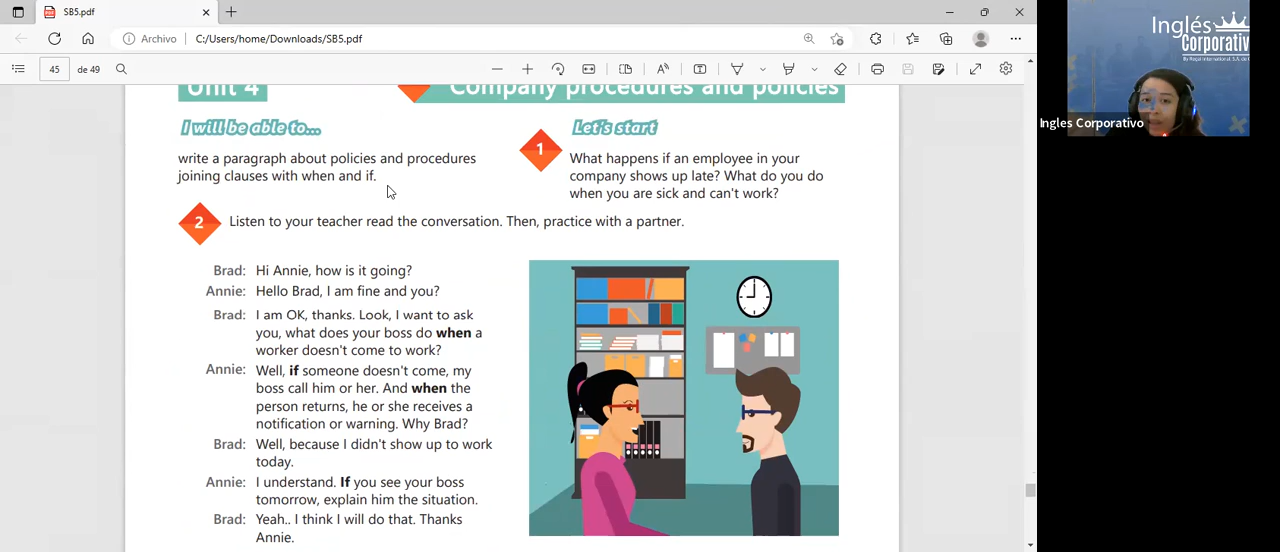 SB5.pdf
Archivo
C:/Users/home/Downloads/SB5.pdf
45
de 49
Unit 4
Company procedures and policies
I will be able to...
write a paragraph about policies and procedures
joining clauses with when and if.
Let's start
1
What happens if an employee in your
company shows up late? What do you do
when you are sick and can't work?
2
Listen to your teacher read the conversation. Then, practice with a partner.
Brad: Hi Annie, how is it going?
Annie: Hello Brad, I am fine and you?
Brad: I am OK, thanks. Look, I want to ask
you, what does your boss do when a
worker doesn't come to work?
Annie: Well, if someone doesn't come, my
boss call him or her. And when the
person returns, he or she receives a
notification or warning. Why Brad?
Brad: Well, because I didn't show up to work
today.
Annie: I understand. If you see your boss
tomorrow, explain him the situation.
Brad: Yeah.. I think I will do that. Thanks
Annie.
Inglés
Corporativ
By Regal International, S.A. de
Ingles Corporativo